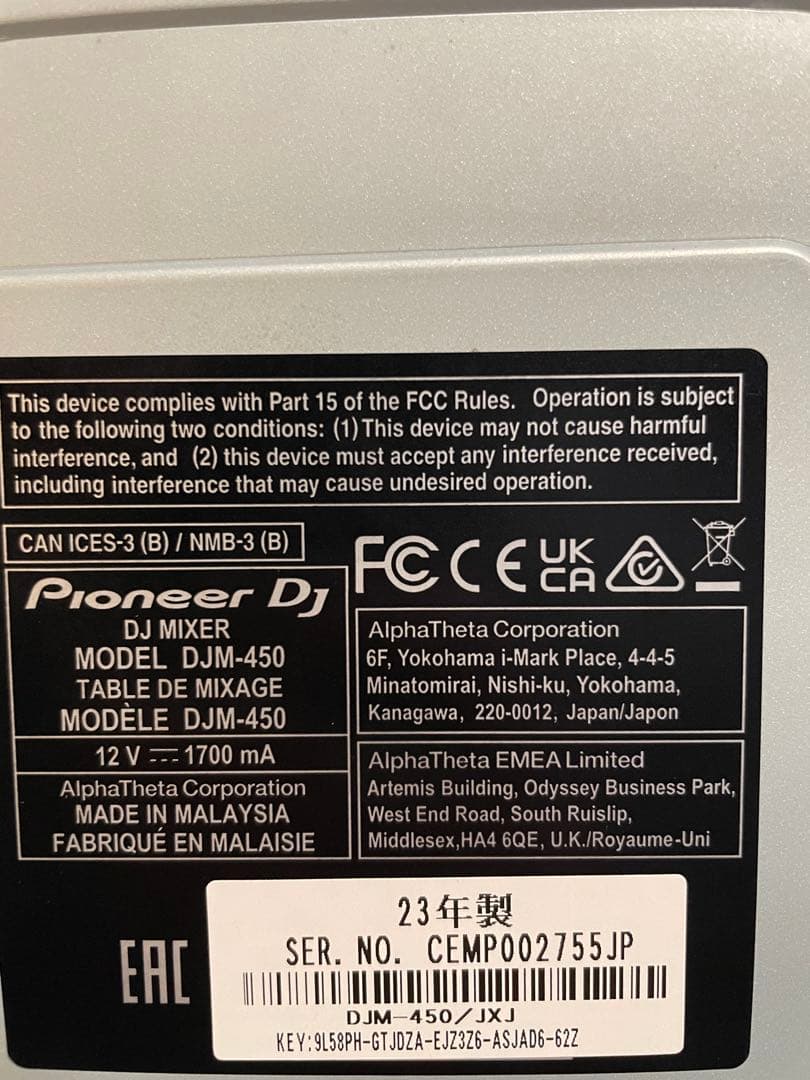 This device complies with Part 15 of the FCC Rules. Operation is subject
to the following two conditions: (1) This device may not cause harmful
interference, and (2) this device must accept any interference received,
including interference that may cause undesired operation.
CAN ICES-3 (B) / NMB-3 (B)
FC CE UK CA
Pioneer Dj
DJ MIXER
MODEL DJM-450
TABLE DE MIXAGE
MODÈLE DJM-450
12 V ⎓ 1700 mA
AlphaTheta Corporation
MADE IN MALAYSIA
FABRIQUÉ EN MALAISIE
AlphaTheta Corporation
6F, Yokohama i-Mark Place, 4-4-5
Minatomirai, Nishi-ku, Yokohama,
Kanagawa, 220-0012, Japan/Japon
AlphaTheta EMEA Limited
Artemis Building, Odyssey Business Park,
West End Road, South Ruislip,
Middlesex,HA4 6QE, U.K./Royaume-Uni
EAC
23年製
SER. NO. CEMP002755JP
DJM-450/JXJ
KEY:9L58PH-GTJDZA-EJZ3Z6-ASJAD6-62Z